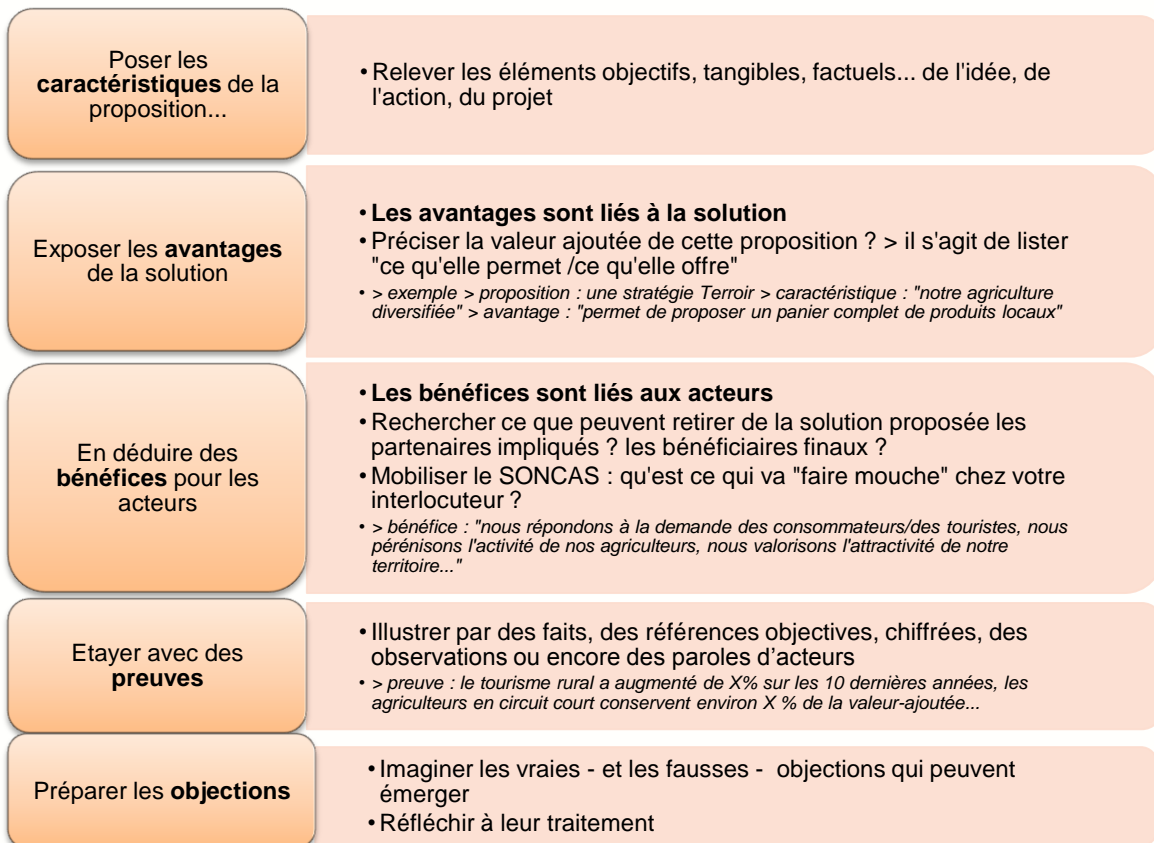 Poser les
caractéristiques de la
proposition...
• Relever les éléments objectifs, tangibles, factuels... de l'idée, de
l'action, du projet
Exposer les avantages
de la solution
• Les avantages sont liés à la solution
• Préciser la valeur ajoutée de cette proposition ? > il s'agit de lister
"ce qu'elle permet /ce qu'elle offre"
• > exemple > proposition : une stratégie Terroir > caractéristique : "notre agriculture
diversifiée" > avantage : "permet de proposer un panier complet de produits locaux"
En déduire des
bénéfices pour les
acteurs
• Les bénéfices sont liés aux acteurs
• Rechercher ce que peuvent retirer de la solution proposée les
partenaires impliqués ? les bénéficiaires finaux ?
• Mobiliser le SONCAS : qu'est ce qui va "faire mouche" chez votre
interlocuteur ?
• > bénéfice : "nous répondons à la demande des consommateurs/des touristes, nous
pérénisons l'activité de nos agriculteurs, nous valorisons l'attractivité de notre
territoire..."
Etayer avec des
preuves
• Illustrer par des faits, des références objectives, chiffrées, des
observations ou encore des paroles d’acteurs
• > preuve : le tourisme rural a augmenté de X% sur les 10 dernières années, les
agriculteurs en circuit court conservent environ X % de la valeur-ajoutée...
Préparer les objections
• Imaginer les vraies - et les fausses - objections qui peuvent
émerger
• Réfléchir à leur traitement